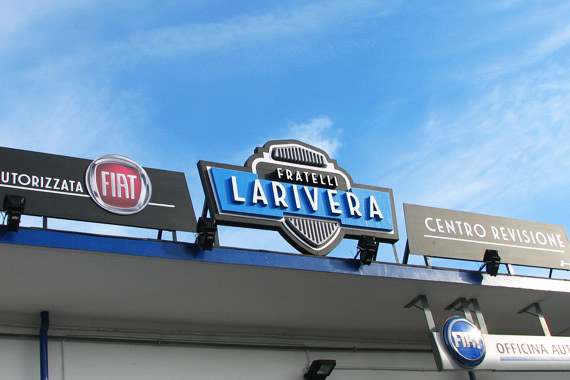 UTORIZZATA
FIAT
FRATELLI
LARIVERA
CENTRO REVISIONE
FIAT
OFFICINA AUT